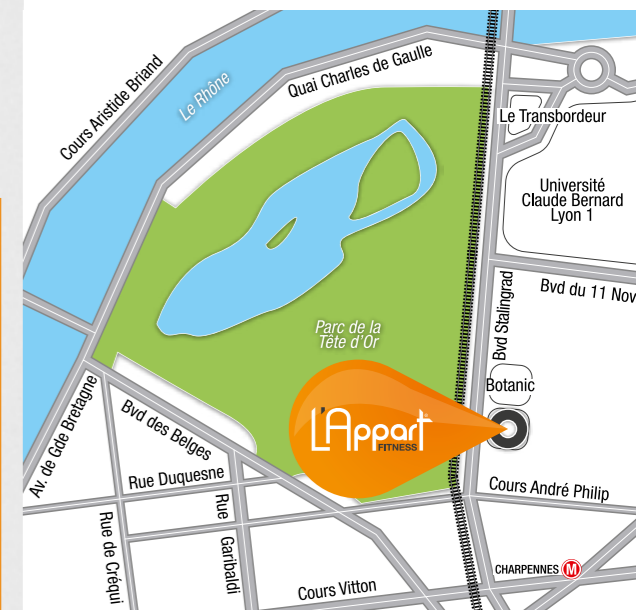 Cours Aristide Briand
Le Rhône
Quai Charles de Gaulle
Le Transbordeur
Université
Claude Bernard
Lyon 1
Bvd du 11 Nov
Bvd Stalingrad
Parc de la
Tête d'Or
Botanic
L'Appart
FITNESS
Av. de Gde Bretagne
Bvd des Belges
Rue Duquesne
Cours André Philip
Rue de Créqui
Rue Garibaldi
CHARPENNES M
Cours Vitton